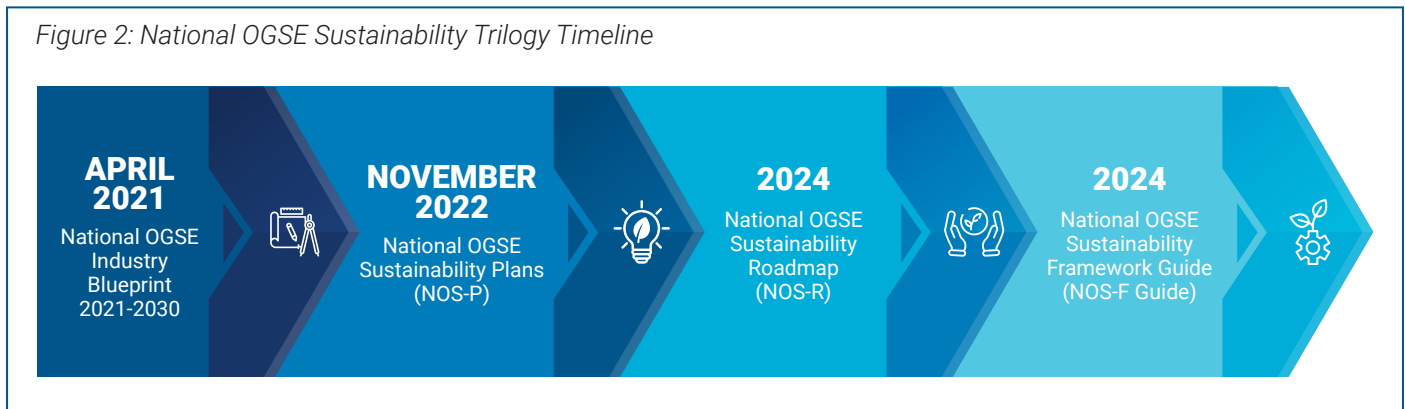 Figure 2: National OGSE Sustainability Trilogy Timeline
APRIL
2021
National OGSE
Industry
Blueprint
2021-2030
NOVEMBER
2022
National OGSE
Sustainability Plans
(NOS-P)
2024
National OGSE
Sustainability
Roadmap
(NOS-R)
2024
National OGSE
Sustainability
Framework Guide
(NOS-F Guide)